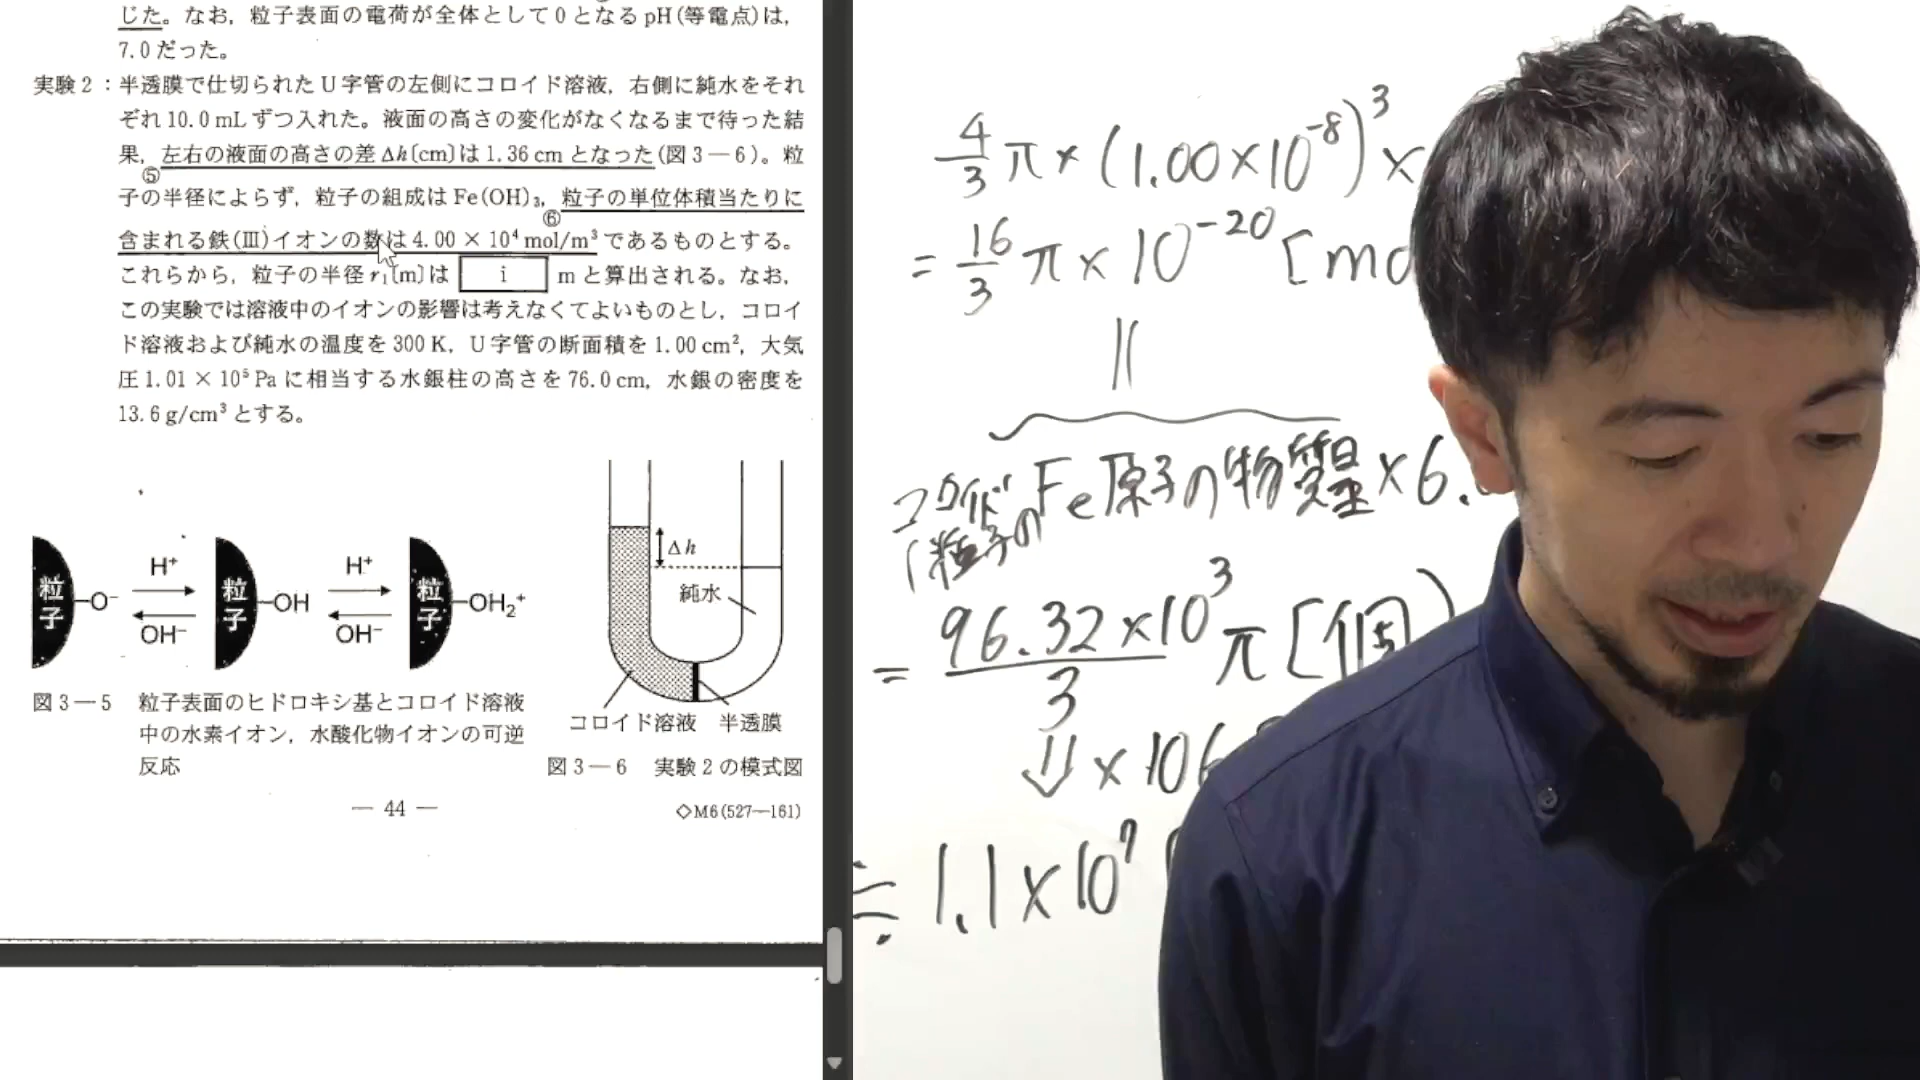 じた。なお，粒子表面の電荷が全体として0となるpH(等電点)は，
7.0だった。
実験2：半透膜で仕切られたU字管の左側にコロイド溶液，右側に純水をそれ
ぞれ10.0 mLずつ入れた。液面の高さの変化がなくなるまで待った結
果，左右の液面の高さの差Δh〔cm〕は1.36 cmとなった(図3―6)。粒
⑤
子の半径によらず，粒子の組成はFe(OH)₃，粒子の単位体積当たりに
⑥
含まれる鉄(Ⅲ)イオンの数は4.00 × 10⁴ mol/m³であるものとする。
これらから，粒子の半径r₁〔m〕は i mと算出される。なお，
この実験では溶液中のイオンの影響は考えなくてよいものとし，コロイ
ド溶液および純水の温度を300 K，U字管の断面積を1.00 cm²，大気
圧1.01 × 10⁵ Paに相当する水銀柱の高さを76.0 cm，水銀の密度を
13.6 g/cm³とする。
粒子 –O⁻ H⁺ OH⁻ 粒子 –OH H⁺ OH⁻ 粒子 –OH₂⁺
図3―5 粒子表面のヒドロキシ基とコロイド溶液
中の水素イオン，水酸化物イオンの可逆
反応
Δh
純水
コロイド溶液 半透膜
図3―6 実験2の模式図
― 44 ―
◇M6(527―161)
4/3 π × (1.00×10⁻⁸)³ ×
= 16/3 π × 10⁻²⁰ [mo
||
コロイド粒子の Fe原子の物質量 × 6.
= 96.32×10³/3 π [個]
⇓ × 106
≒ 1.1×10⁷